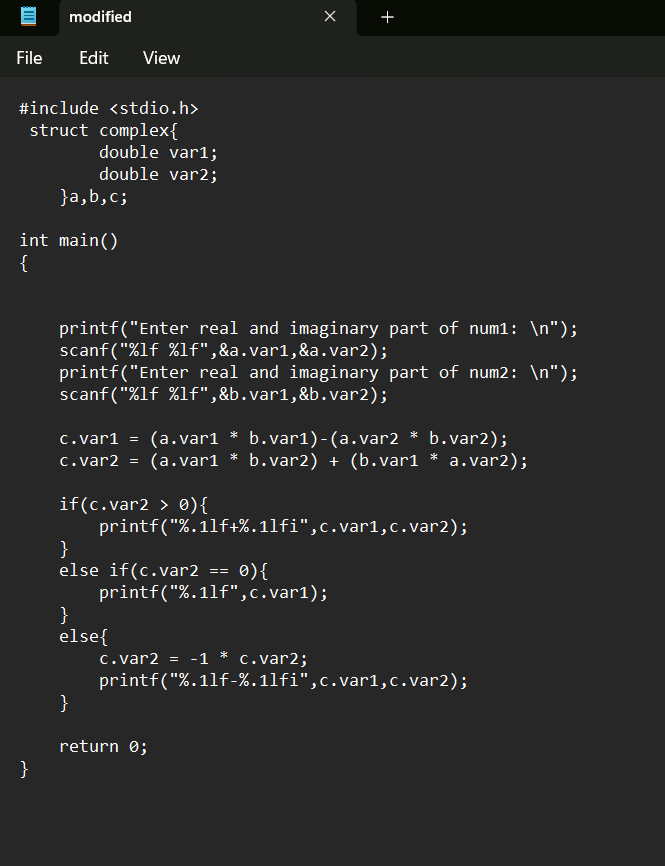 modified
File Edit View
#include <stdio.h>
 struct complex{
        double var1;
        double var2;
    }a,b,c;
int main()
{
    printf("Enter real and imaginary part of num1: \n");
    scanf("%lf %lf",&a.var1,&a.var2);
    printf("Enter real and imaginary part of num2: \n");
    scanf("%lf %lf",&b.var1,&b.var2);
    c.var1 = (a.var1 * b.var1)-(a.var2 * b.var2);
    c.var2 = (a.var1 * b.var2) + (b.var1 * a.var2);
    if(c.var2 > 0){
        printf("%.1lf+%.1lfi",c.var1,c.var2);
    }
    else if(c.var2 == 0){
        printf("%.1lf",c.var1);
    }
    else{
        c.var2 = -1 * c.var2;
        printf("%.1lf-%.1lfi",c.var1,c.var2);
    }
    return 0;
}